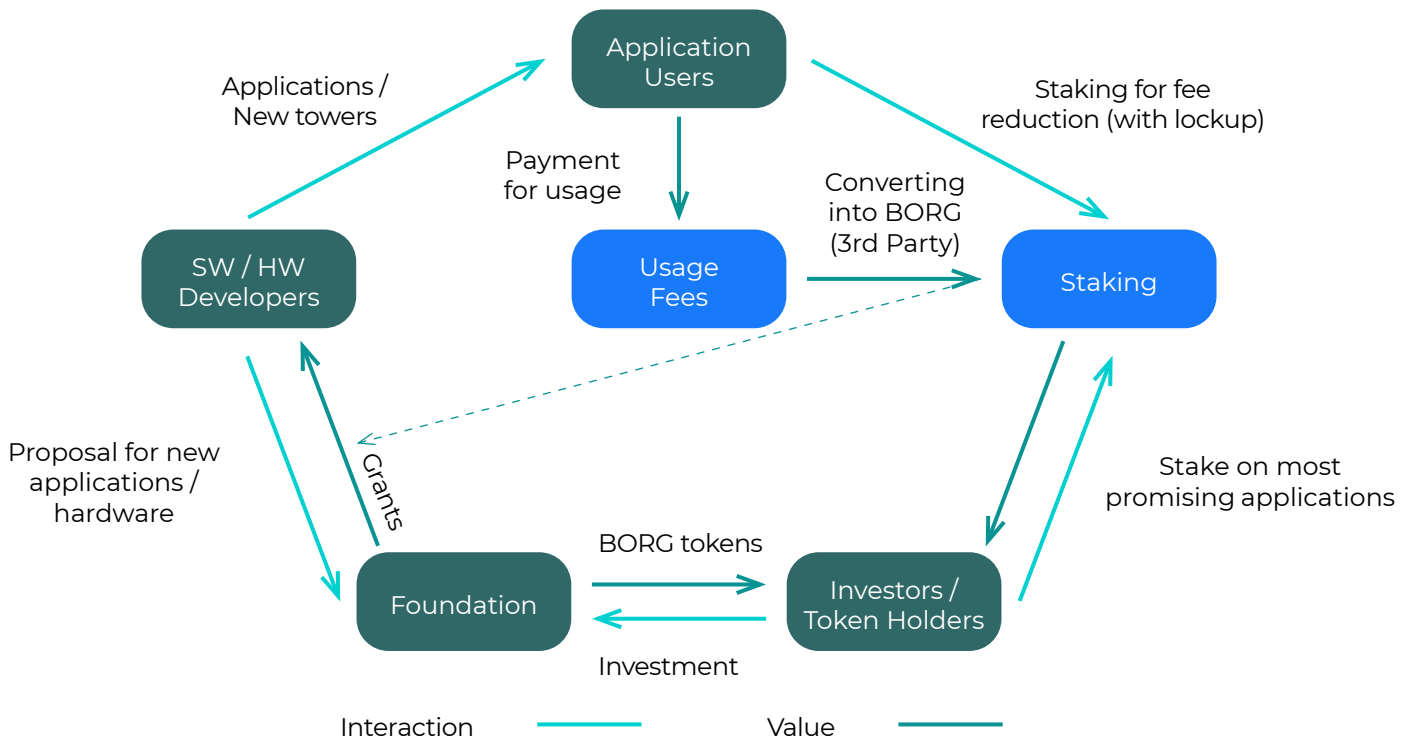 Application
Users
Applications /
New towers
Staking for fee
reduction (with lockup)
Payment
for usage
Converting
into BORG
(3rd Party)
SW / HW
Developers
Usage
Fees
Staking
Proposal for new
applications /
hardware
Grants
Stake on most
promising applications
BORG tokens
Foundation
Investors /
Token Holders
Investment
Interaction
Value